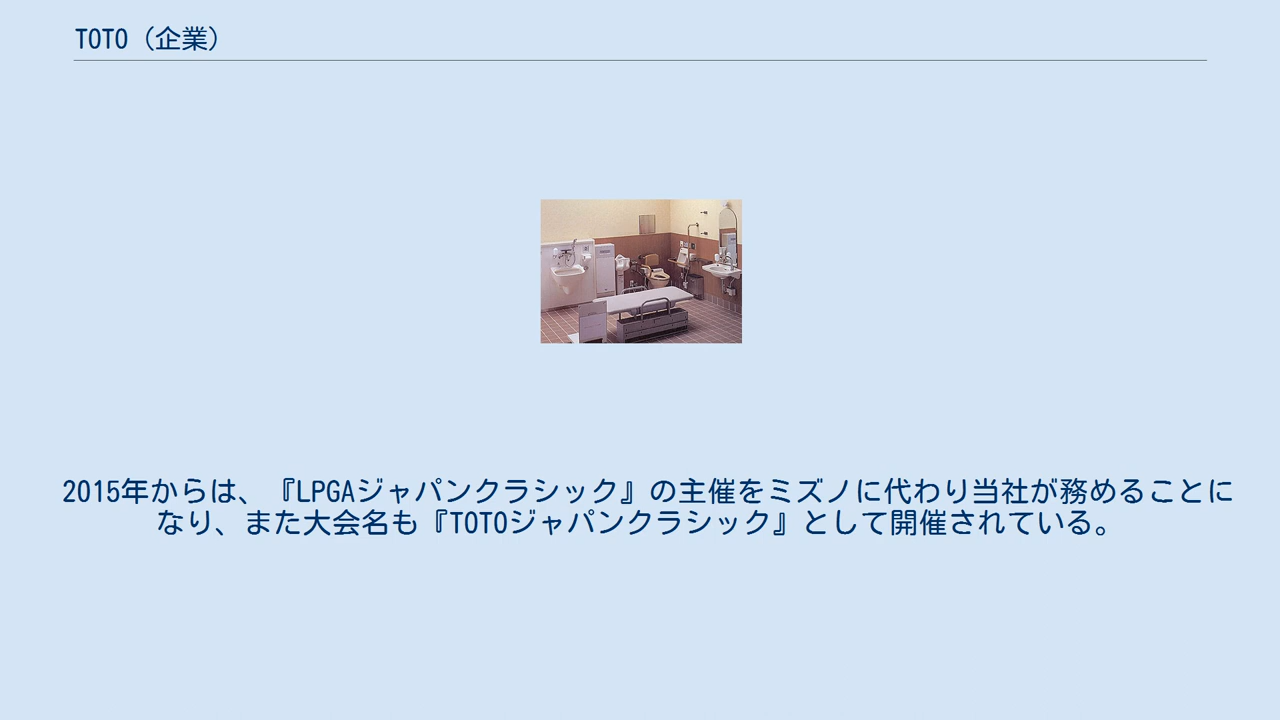 TOTO（企業）
2015年からは、『LPGAジャパンクラシック』の主催をミズノに代わり当社が務めることに
なり、また大会名も『TOTOジャパンクラシック』として開催されている。